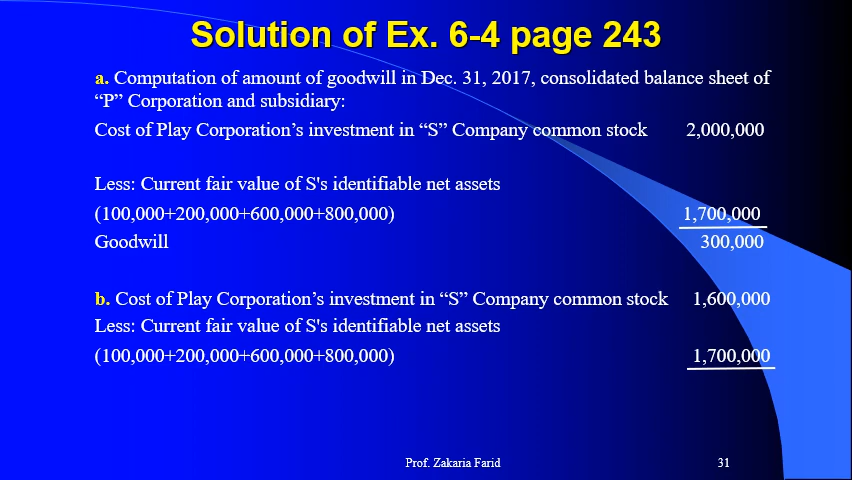 Solution of Ex. 6-4 page 243
a. Computation of amount of goodwill in Dec. 31, 2017, consolidated balance sheet of
“P” Corporation and subsidiary:
Cost of Play Corporation’s investment in “S” Company common stock 2,000,000
Less: Current fair value of S's identifiable net assets
(100,000+200,000+600,000+800,000) 1,700,000
Goodwill 300,000
b. Cost of Play Corporation’s investment in “S” Company common stock 1,600,000
Less: Current fair value of S's identifiable net assets
(100,000+200,000+600,000+800,000) 1,700,000
Prof. Zakaria Farid 31